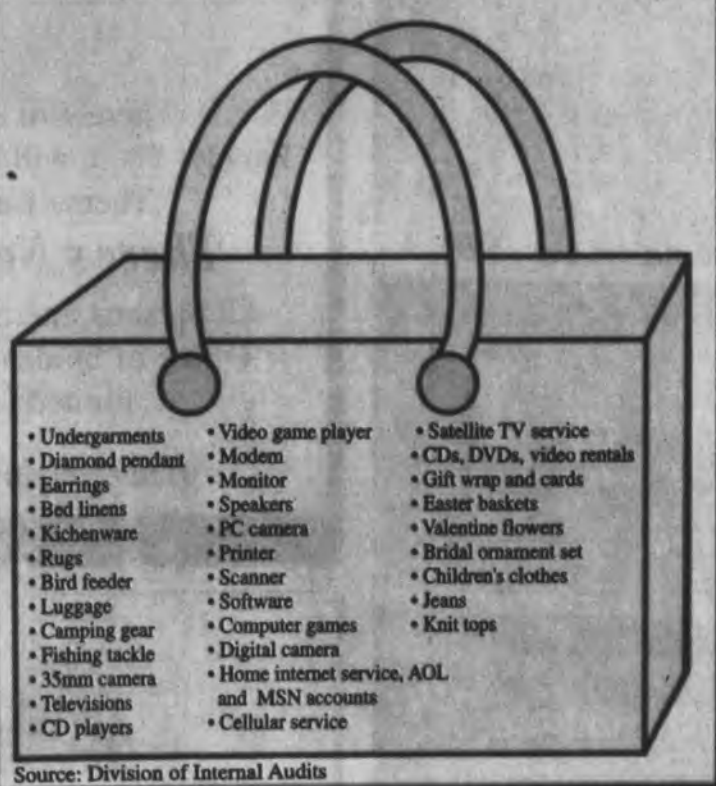 • Undergarments
• Diamond pendant
• Earrings
• Bed linens
• Kichenware
• Rugs
• Bird feeder
• Luggage
• Camping gear
• Fishing tackle
• 35mm camera
• Televisions
• CD players
• Video game player
• Modem
• Monitor
• Speakers
• PC camera
• Printer
• Scanner
• Software
• Computer games
• Digital camera
• Home internet service, AOL
and MSN accounts
• Cellular service
• Satellite TV service
• CDs, DVDs, video rentals
• Gift wrap and cards
• Easter baskets
• Valentine flowers
• Bridal ornament set
• Children's clothes
• Jeans
• Knit tops
Source: Division of Internal Audits